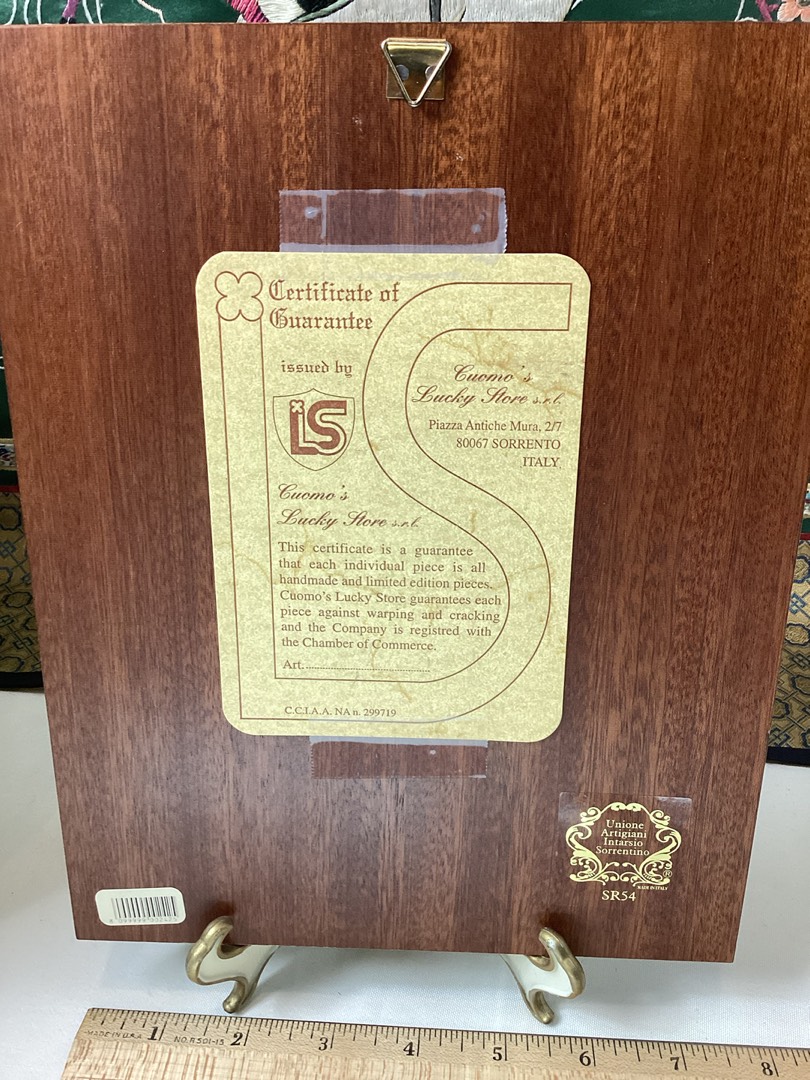 Certificate of
Guarantee
issued by
LS
Cuomo's
Lucky Store s.r.l.
Piazza Antiche Mura, 2/7
80067 SORRENTO
ITALY
Cuomo's
Lucky Store s.r.l.
This certificate is a guarantee
that each individual piece is all
handmade and limited edition pieces.
Cuomo's Lucky Store guarantees each
piece against warping and cracking
and the Company is registred with
the Chamber of Commerce.
Art.
C.C.I.A.A. NA n. 299719
Unione
Artigiani
Intarsio
Sorrentino
®
MADE IN ITALY
SR54
MADE IN U.S.A.
1 2 3 4 5 6 7 8